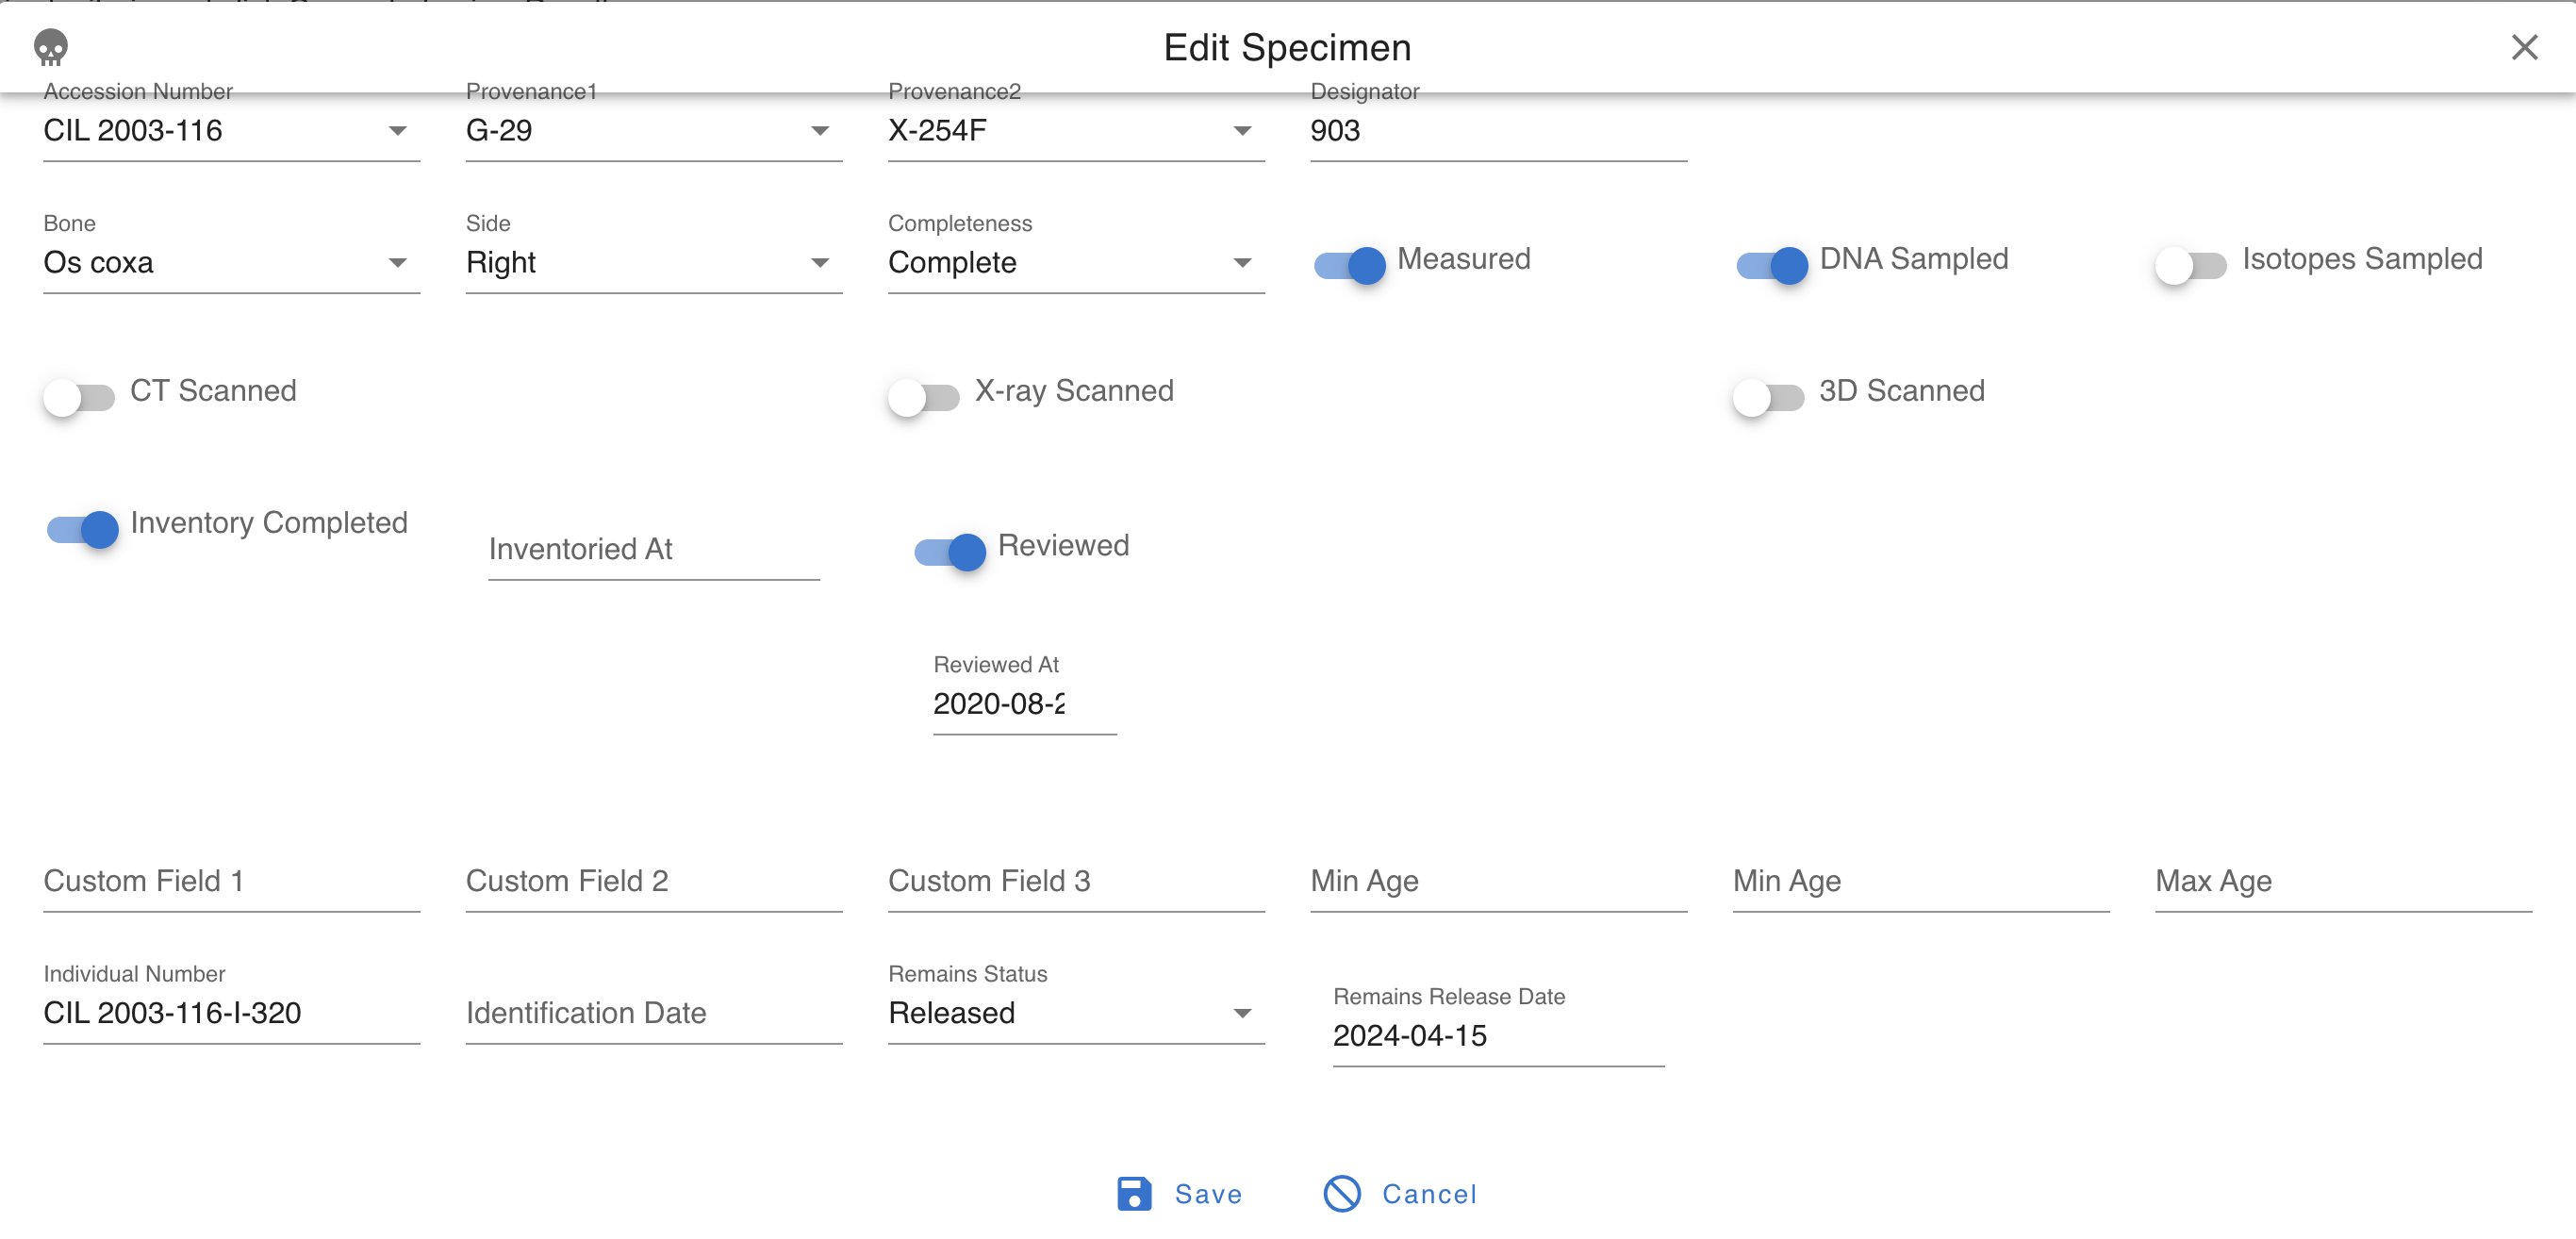 Edit Specimen
Accession Number Provenance1 Provenance2 Designator
CIL 2003-116 G-29 X-254F 903
Bone Side Completeness
Os coxa Right Complete Measured DNA Sampled Isotopes Sampled
CT Scanned X-ray Scanned 3D Scanned
Inventory Completed Inventoried At Reviewed
Reviewed At
2020-08-2
Custom Field 1 Custom Field 2 Custom Field 3 Min Age Min Age Max Age
Individual Number Remains Status Remains Release Date
CIL 2003-116-I-320 Identification Date Released 2024-04-15
Save Cancel